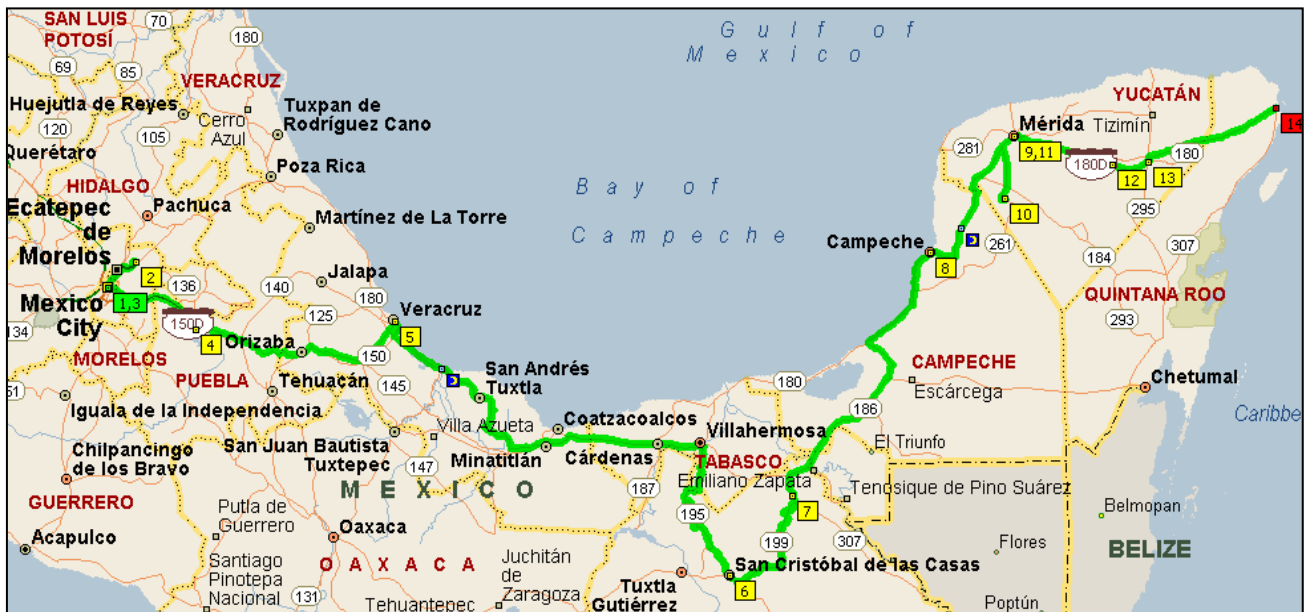 SAN LUIS
POTOSÍ
70
180
Gulf of
Mexico
69
85
VERACRUZ
YUCATÁN
Huejutla de Reyes
Tuxpan de
Rodríguez Cano
Cerro
Azul
120
105
Mérida
Tizimín
14
Querétaro
281
9,11
180D
180
Poza Rica
12
13
HIDALGO
Bay of
Campeche
10
295
Ecatepec
de
Morelos
Pachuca
Martínez de La Torre
Campeche
261
307
8
184
2
Jalapa
136
140
180
QUINTANA ROO
Mexico
City
1,3
134
150D
4
125
Veracruz
5
293
Orizaba
150
MORELOS
PUEBLA
San Andrés
Tuxtla
CAMPECHE
Tehuacán
145
180
Escárcega
Chetumal
51
Iguala de la Independencia
186
Caribbe
Villa Azueta
Coatzacoalcos
San Juan Bautista
Tuxtepec
Villahermosa
El Triunfo
Chilpancingo
de los Bravo
147
Minatitlán
Cárdenas
TABASCO
Emiliano Zapata
MEXICO
187
Tenosique de Pino Suárez
GUERRERO
Putla de
Guerrero
195
7
Belmopan
Oaxaca
307
Acapulco
199
Flores
BELIZE
Santiago
Pinotepa
Nacional
OAXACA
Juchitán
de
Zaragoza
San Cristóbal de las Casas
Tuxtla
Gutiérrez
6
131
Tehuantepec
Poptún